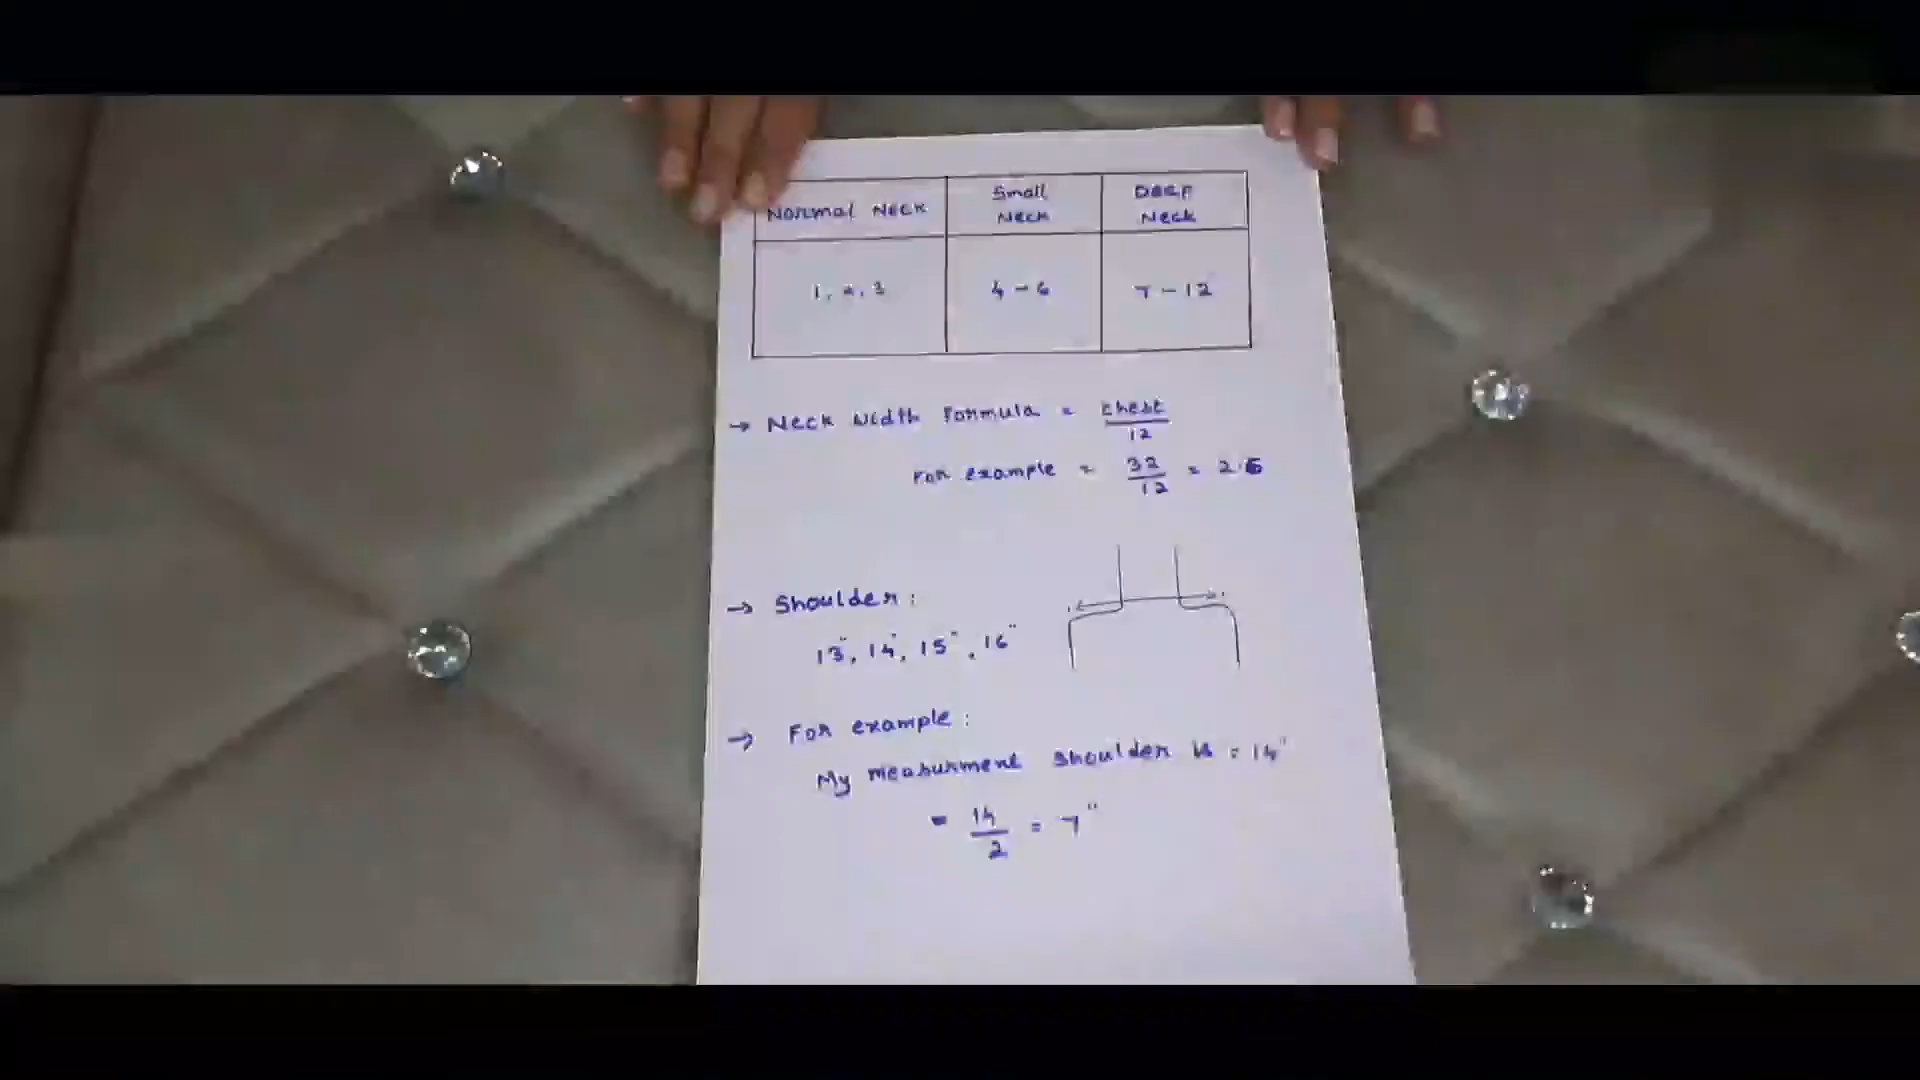 Normal Neck
Small Neck
Deep Neck
1, 2, 3
4 - 6
7 - 12
→ Neck Width Formula = chest/12
For example = 32/12 = 2.6
→ Shoulder:
13", 14", 15", 16"
→ For example:
My measurment shoulder is = 14"
= 14/2 = 7"